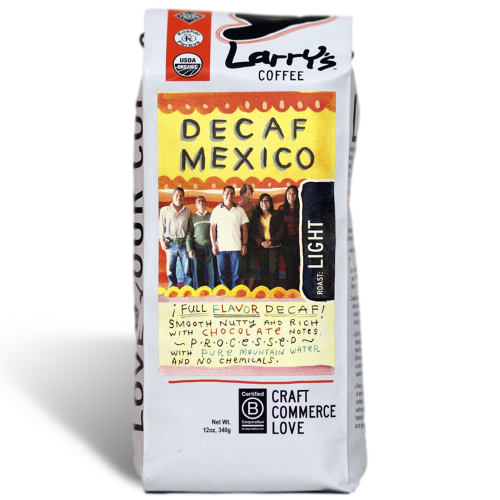 USDA
ORGANIC
Larry's
COFFEE
DECAF
MEXICO
ROAST: LIGHT
¡FULL FLAVOR DECAF!
SMOOTH NUTTY AND RICH
WITH CHOCOLATE NOTES.
~ P·R·O·C·E·S·S·E·D ~
WITH PURE MOUNTAIN WATER
AND NO CHEMICALS.
Net Wt.
12oz, 340g
Certified
B
Corporation
CRAFT
COMMERCE
LOVE